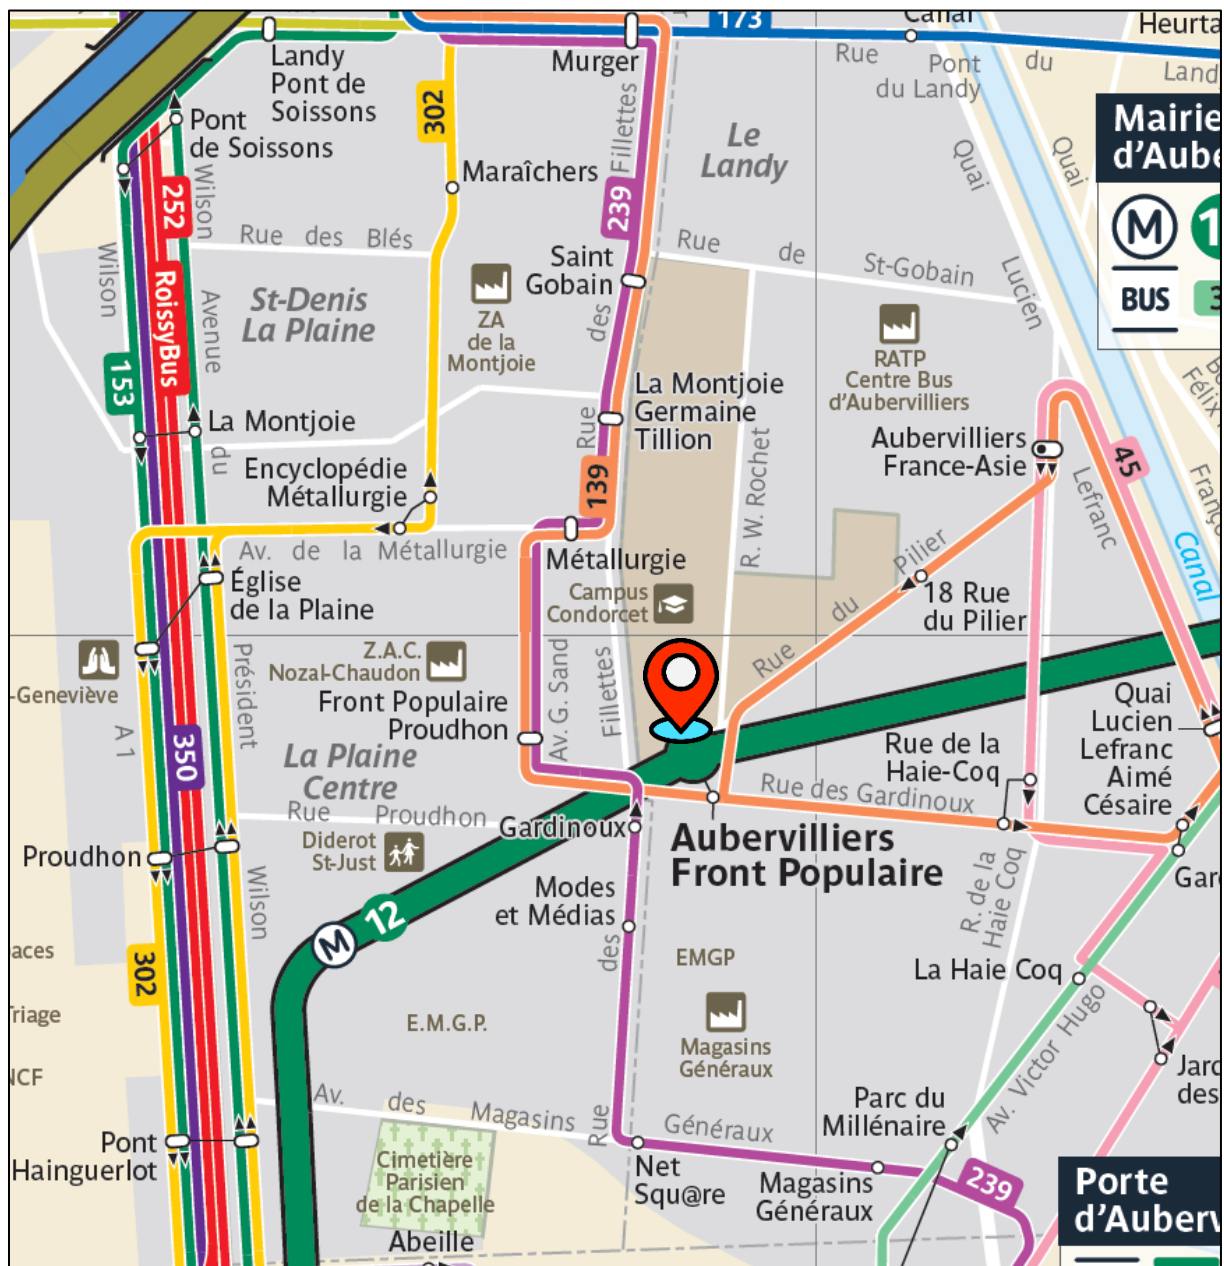 173
Canal
Heurta
Landy
Pont de
Soissons
Murger
Rue
Pont
du Landy
du
Land
302
Pont
de Soissons
Fillettes
Le
Landy
Quai
Quai
Mairie
d'Aube
Wilson
252
Maraîchers
239
M
1
Rue des Blés
Rue de St-Gobain
Wilson
Saint
Gobain
Lucien
BUS
3
RoissyBus
Avenue
St-Denis
La Plaine
ZA
de la
Montjoie
des
RATP
Centre Bus
d'Aubervilliers
Félix
153
La Montjoie
Germaine
Tillion
La Montjoie
du
Rue
R. W. Rochet
Aubervilliers
France-Asie
45
Encyclopédie
Métallurgie
139
Lefranc
Franço
Av. de la Métallurgie
Métallurgie
Pilier
Canal
Église
de la Plaine
Campus
Condorcet
18 Rue
du Pilier
du
Rue
-Geneviève
Z.A.C.
Nozal-Chaudon
Av. G. Sand
Fillettes
Président
A 1
Front Populaire
Proudhon
Quai
Lucien
Lefranc
Aimé
Césaire
350
La Plaine
Centre
Rue de la
Haie-Coq
Rue des Gardinoux
Rue Proudhon
Gardinoux
Aubervilliers
Front Populaire
Diderot
St-Just
Proudhon
Wilson
Gar
R. de la
Haie Coq
Modes
et Médias
12
M
des
EMGP
aces
302
La Haie Coq
Triage
E.M.G.P.
Av. Victor Hugo
Magasins
Généraux
NCF
Jard
des
Av. des Magasins Généraux
Rue
Parc du
Millénaire
Pont
Hainguerlot
Cimetière
Parisien
de la Chapelle
Net
Squ@re
Magasins
Généraux
239
Porte
d'Auberv
Abeille